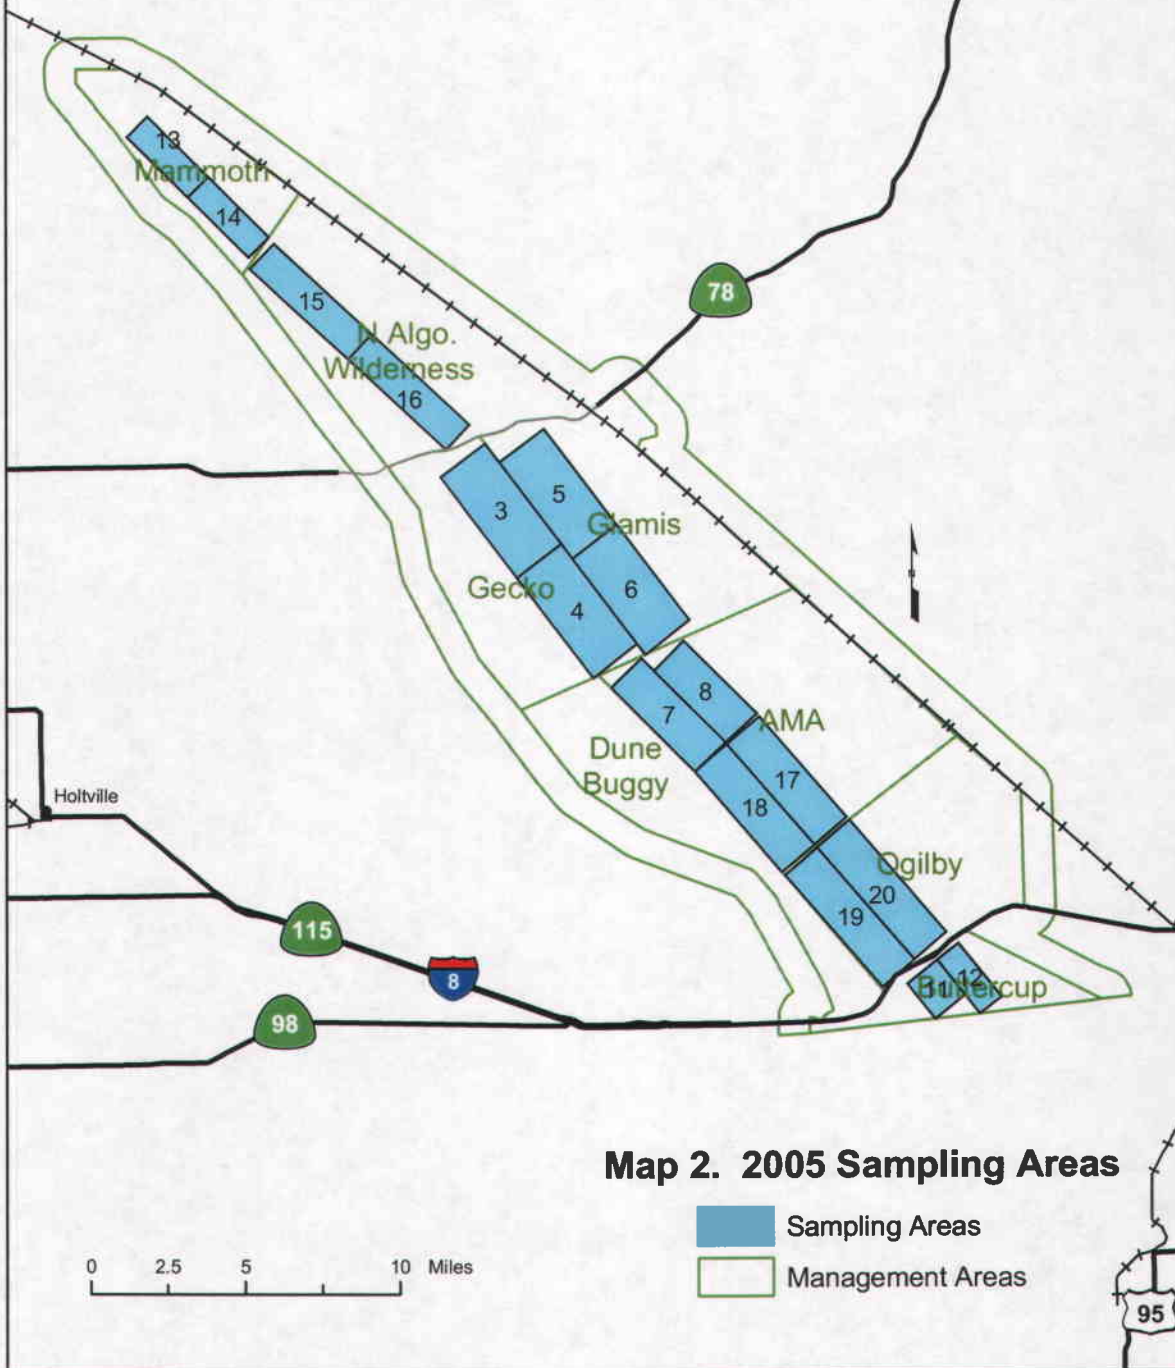 13
Mammoth
14
78
15
N Algo.
Wilderness
16
5
3
Glamis
Gecko
6
4
8
7
AMA
Dune
Buggy
17
18
Holtville
Ogilby
20
19
115
8
12
11
Buttercup
98
Map 2. 2005 Sampling Areas
Sampling Areas
Management Areas
0 2.5 5 10 Miles
95